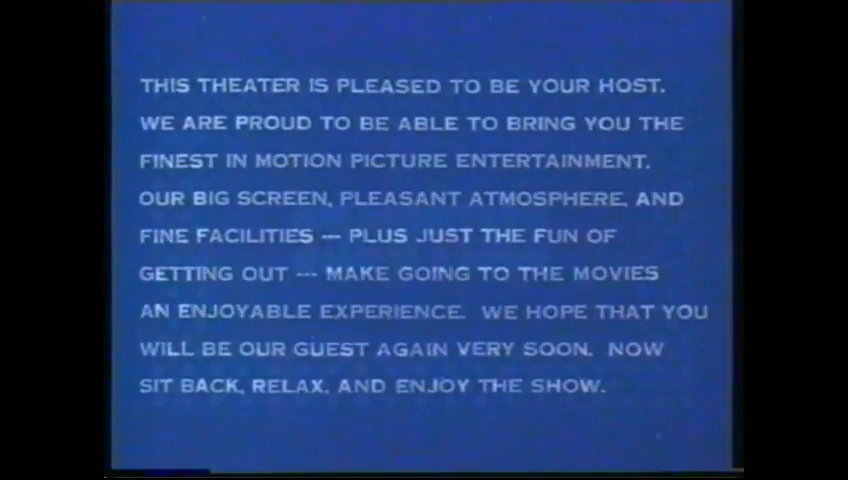 THIS THEATER IS PLEASED TO BE YOUR HOST.
WE ARE PROUD TO BE ABLE TO BRING YOU THE
FINEST IN MOTION PICTURE ENTERTAINMENT.
OUR BIG SCREEN, PLEASANT ATMOSPHERE, AND
FINE FACILITIES --- PLUS JUST THE FUN OF
GETTING OUT --- MAKE GOING TO THE MOVIES
AN ENJOYABLE EXPERIENCE. WE HOPE THAT YOU
WILL BE OUR GUEST AGAIN VERY SOON. NOW
SIT BACK, RELAX, AND ENJOY THE SHOW.